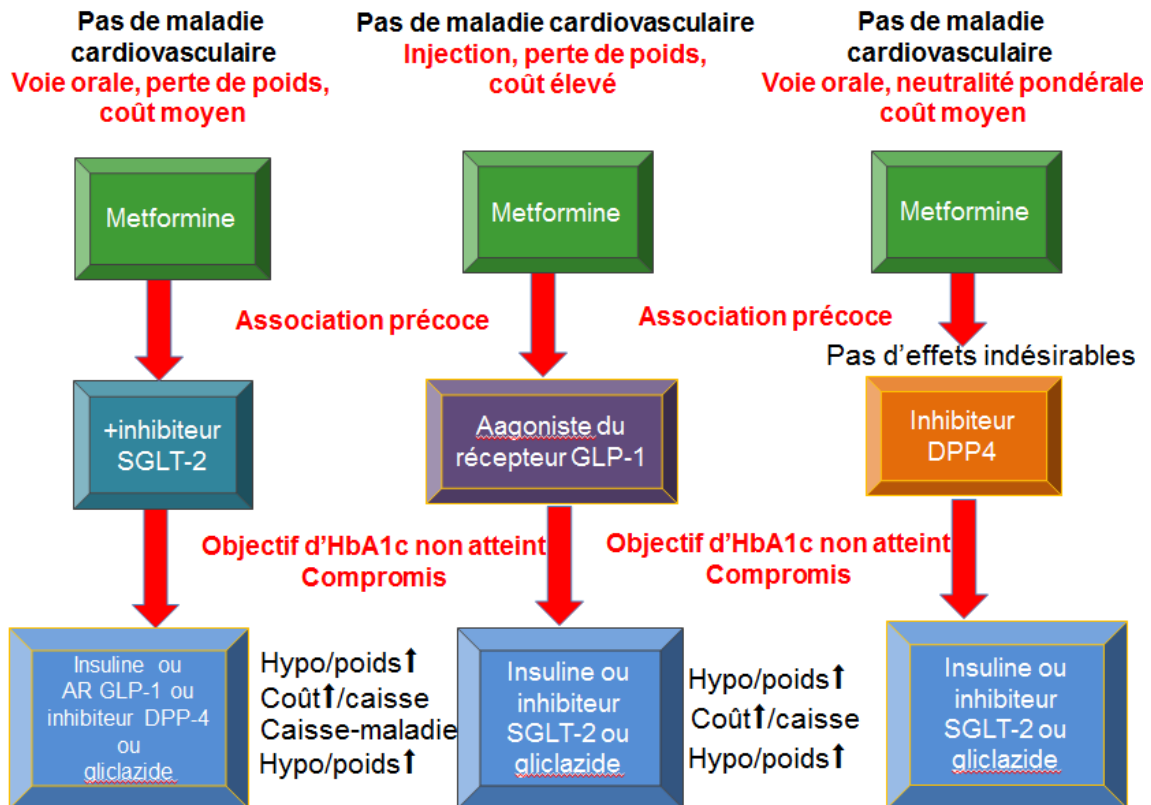 Pas de maladie
cardiovasculaire
Voie orale, perte de poids,
coût moyen
Pas de maladie cardiovasculaire
Injection, perte de poids,
coût élevé
Pas de maladie
cardiovasculaire
Voie orale, neutralité pondérale
coût moyen
Metformine
Metformine
Metformine
Association précoce
Association précoce
Pas d'effets indésirables
+inhibiteur
SGLT-2
Aagoniste du
récepteur GLP-1
Inhibiteur
DPP4
Objectif d'HbA1c non atteint
Compromis
Objectif d'HbA1c non atteint
Compromis
Insuline ou
AR GLP-1 ou
inhibiteur DPP-4
ou
gliclazide
Hypo/poids⬆
Coût⬆/caisse
Caisse-maladie
Hypo/poids⬆
Insuline ou
inhibiteur
SGLT-2 ou
gliclazide
Hypo/poids⬆
Coût⬆/caisse
Hypo/poids⬆
Insuline ou
inhibiteur
SGLT-2 ou
gliclazide